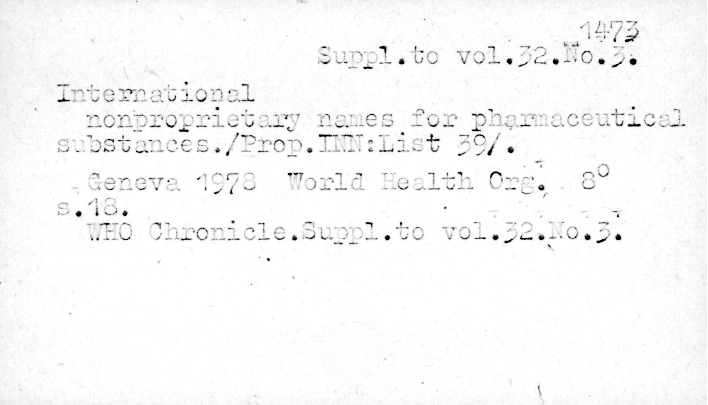 1473
Suppl.to vol.32.No.3.
International
nonproprietary names for pharmaceutical
substances./Prop.INN:List 39/.
Geneva 1978 World Health Org. 8⁰
s.18.
WHO Chronicle.Suppl.to vol.32.No.3.